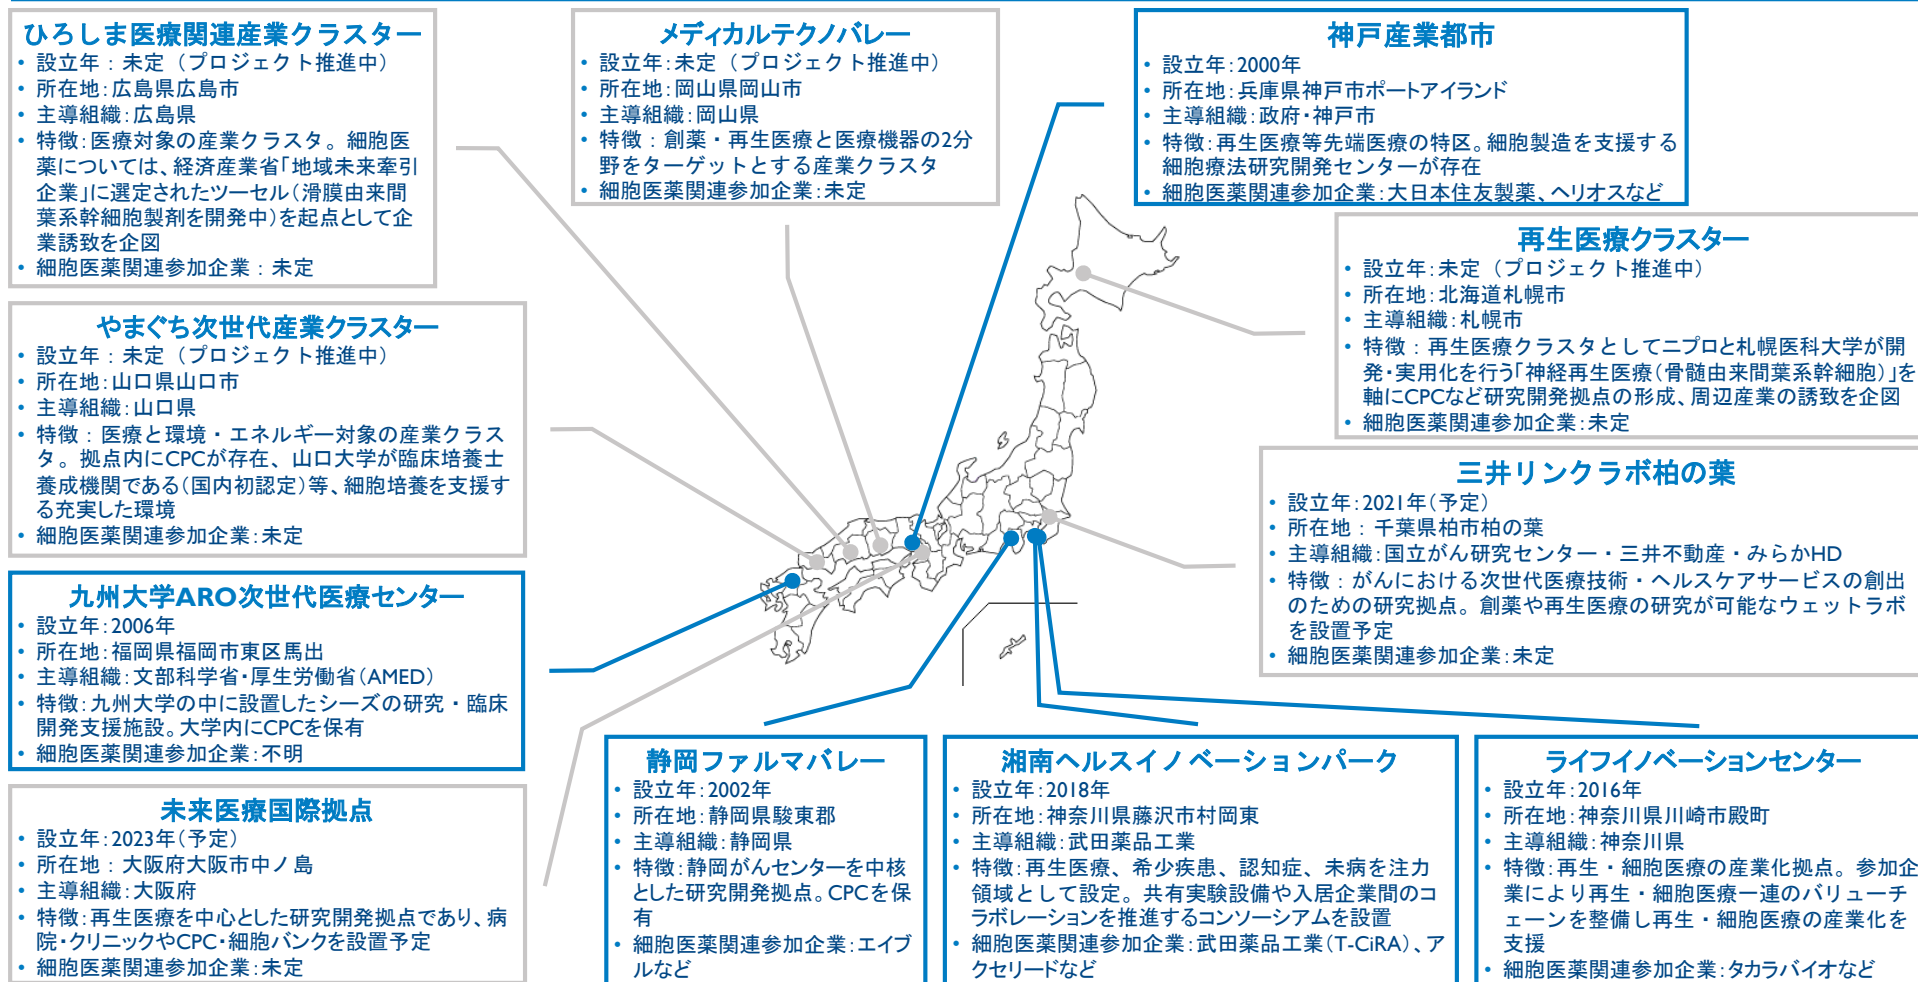 ひろしま医療関連産業クラスター
• 設立年：未定（プロジェクト推進中）
• 所在地：広島県広島市
• 主導組織：広島県
• 特徴：医療対象の産業クラスタ。細胞医
薬については、経済産業省「地域未来牽引
企業」に選定されたツーセル（滑膜由来間
葉系幹細胞製剤を開発中）を起点として企
業誘致を企図
• 細胞医薬関連参加企業：未定
やまぐち次世代産業クラスター
• 設立年：未定（プロジェクト推進中）
• 所在地：山口県山口市
• 主導組織：山口県
• 特徴：医療と環境・エネルギー対象の産業クラス
タ。拠点内にCPCが存在、山口大学が臨床培養士
養成機関である（国内初認定）等、細胞培養を支援す
る充実した環境
• 細胞医薬関連参加企業：未定
九州大学ARO次世代医療センター
• 設立年：2006年
• 所在地：福岡県福岡市東区馬出
• 主導組織：文部科学省・厚生労働省（AMED）
• 特徴：九州大学の中に設置したシーズの研究・臨床
開発支援施設。大学内にCPCを保有
• 細胞医薬関連参加企業：不明
未来医療国際拠点
• 設立年：2023年（予定）
• 所在地：大阪府大阪市中ノ島
• 主導組織：大阪府
• 特徴：再生医療を中心とした研究開発拠点であり、病
院・クリニックやCPC・細胞バンクを設置予定
• 細胞医薬関連参加企業：未定
メディカルテクノバレー
• 設立年：未定（プロジェクト推進中）
• 所在地：岡山県岡山市
• 主導組織：岡山県
• 特徴：創薬・再生医療と医療機器の2分
野をターゲットとする産業クラスタ
• 細胞医薬関連参加企業：未定
神戸産業都市
• 設立年：2000年
• 所在地：兵庫県神戸市ポートアイランド
• 主導組織：政府・神戸市
• 特徴：再生医療等先端医療の特区。細胞製造を支援する
細胞療法研究開発センターが存在
• 細胞医薬関連参加企業：大日本住友製薬、ヘリオスなど
再生医療クラスター
• 設立年：未定（プロジェクト推進中）
• 所在地：北海道札幌市
• 主導組織：札幌市
• 特徴：再生医療クラスタとしてニプロと札幌医科大学が開
発・実用化を行う「神経再生医療（骨髄由来間葉系幹細胞）」を
軸にCPCなど研究開発拠点の形成、周辺産業の誘致を企図
• 細胞医薬関連参加企業：未定
三井リンクラボ柏の葉
• 設立年：2021年（予定）
• 所在地：千葉県柏市柏の葉
• 主導組織：国立がん研究センター・三井不動産・みらかHD
• 特徴：がんにおける次世代医療技術・ヘルスケアサービスの創出
のための研究拠点。創薬や再生医療の研究が可能なウェットラボ
を設置予定
• 細胞医薬関連参加企業：未定
静岡ファルマバレー
• 設立年：2002年
• 所在地：静岡県駿東郡
• 主導組織：静岡県
• 特徴：静岡がんセンターを中核
とした研究開発拠点。CPCを保
有
• 細胞医薬関連参加企業：エイブ
ルなど
湘南ヘルスイノベーションパーク
• 設立年：2018年
• 所在地：神奈川県藤沢市村岡東
• 主導組織：武田薬品工業
• 特徴：再生医療、希少疾患、認知症、未病を注力
領域として設定。共有実験設備や入居企業間のコ
ラボレーションを推進するコンソーシアムを設置
• 細胞医薬関連参加企業：武田薬品工業（T-CiRA）、ア
クセリードなど
ライフイノベーションセンター
• 設立年：2016年
• 所在地：神奈川県川崎市殿町
• 主導組織：神奈川県
• 特徴：再生・細胞医療の産業化拠点。参加企
業により再生・細胞医療一連のバリューチ
ェーンを整備し再生・細胞医療の産業化を
支援
• 細胞医薬関連参加企業：タカラバイオなど